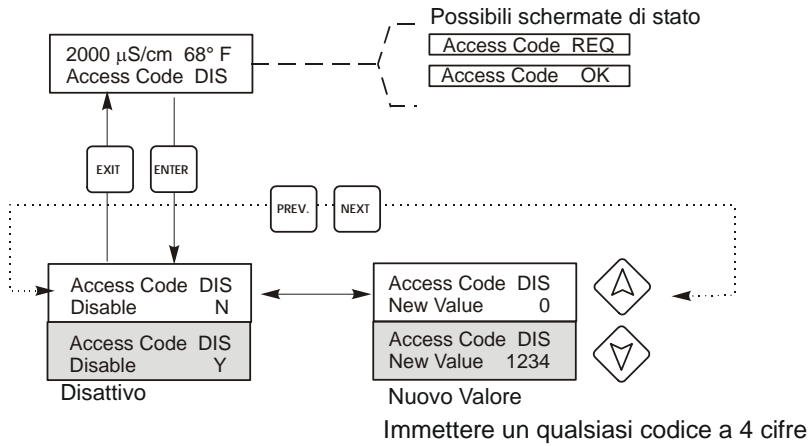 Possibili schermate di stato
2000 µS/cm 68° F
Access Code DIS
Access Code REQ
Access Code OK
EXIT
ENTER
PREV.
NEXT
Access Code DIS
Disable N
Access Code DIS
Disable Y
Disattivo
Access Code DIS
New Value 0
Access Code DIS
New Value 1234
Nuovo Valore
Immettere un qualsiasi codice a 4 cifre